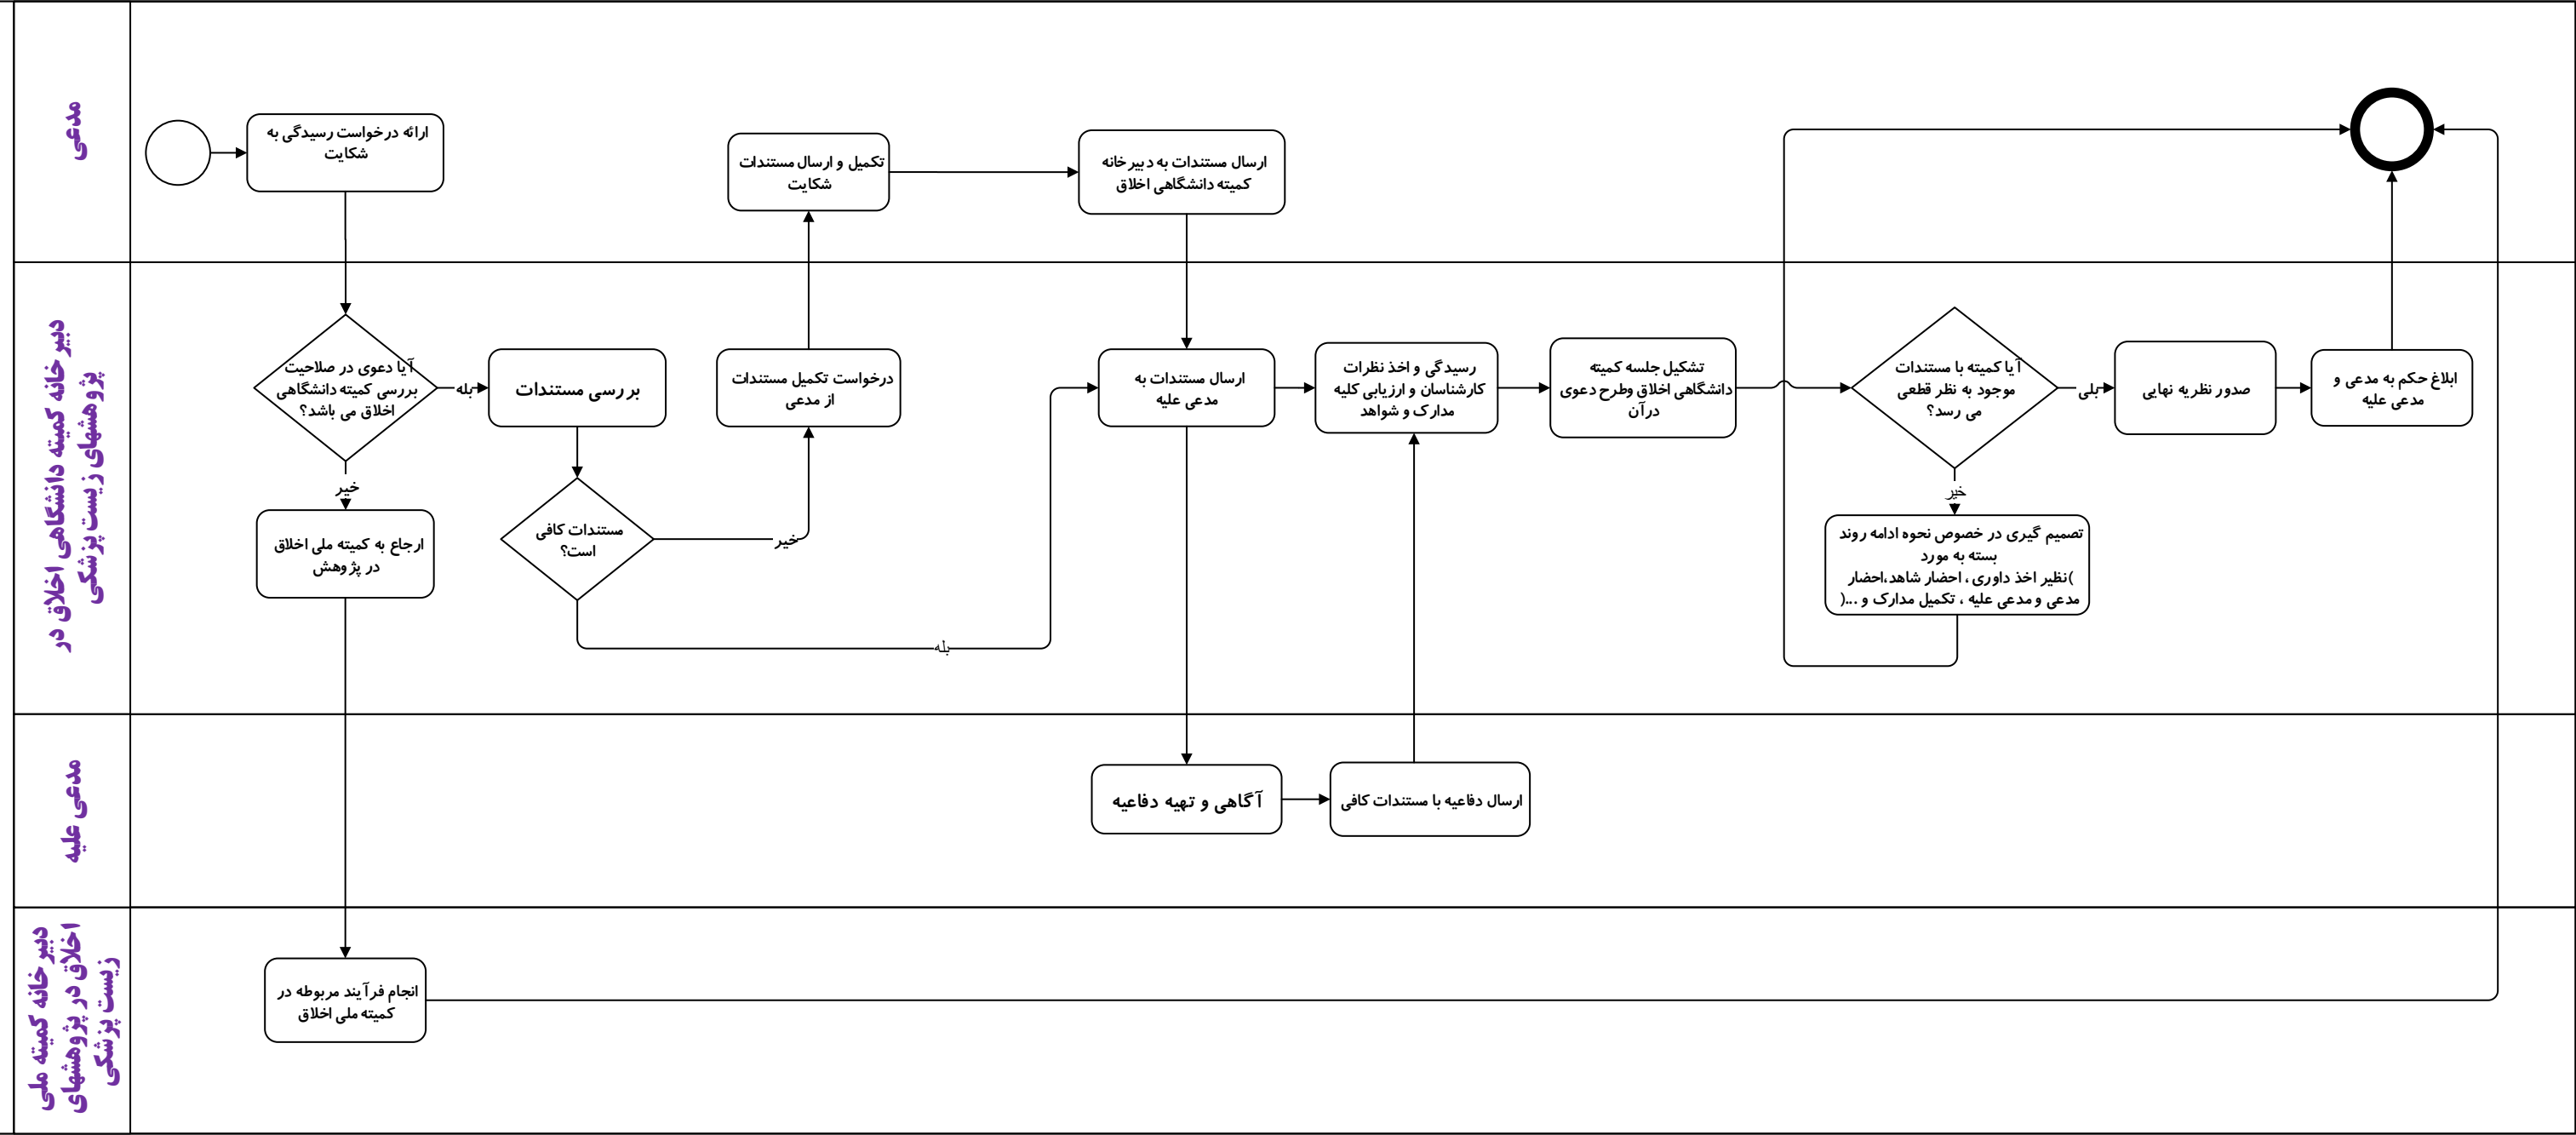 مدعی
ارائه درخواست رسیدگی به
شکایت
تکمیل و ارسال مستندات
شکایت
ارسال مستندات به دبیرخانه
کمیته دانشگاهی اخلاق
دبیرخانه کمیته دانشگاهی اخلاق در
پژوهشهای زیست پزشکی
آیا دعوی در صلاحیت
بررسی کمیته دانشگاهی
اخلاق می باشد؟
بله
بررسی مستندات
درخواست تکمیل مستندات
از مدعی
ارسال مستندات به
مدعی علیه
رسیدگی و اخذ نظرات
کارشناسان و ارزیابی کلیه
مدارک و شواهد
تشکیل جلسه کمیته
دانشگاهی اخلاق وطرح دعوی
درآن
آیا کمیته با مستندات
موجود به نظر قطعی
می رسد؟
بلی
صدور نظریه نهایی
ابلاغ حکم به مدعی و
مدعی علیه
خیر
ارجاع به کمیته ملی اخلاق
در پژوهش
مستندات کافی
است؟
خیر
بله
خیر
تصمیم گیری در خصوص نحوه ادامه روند
بسته به مورد
(نظیر اخذ داوری ، احضار شاهد،احضار
مدعی و مدعی علیه ، تکمیل مدارک و ...)
مدعی علیه
آگاهی و تهیه دفاعیه
ارسال دفاعیه با مستندات کافی
دبیرخانه کمیته ملی
اخلاق در پژوهشهای
زیست پزشکی
انجام فرآیند مربوطه در
کمیته ملی اخلاق